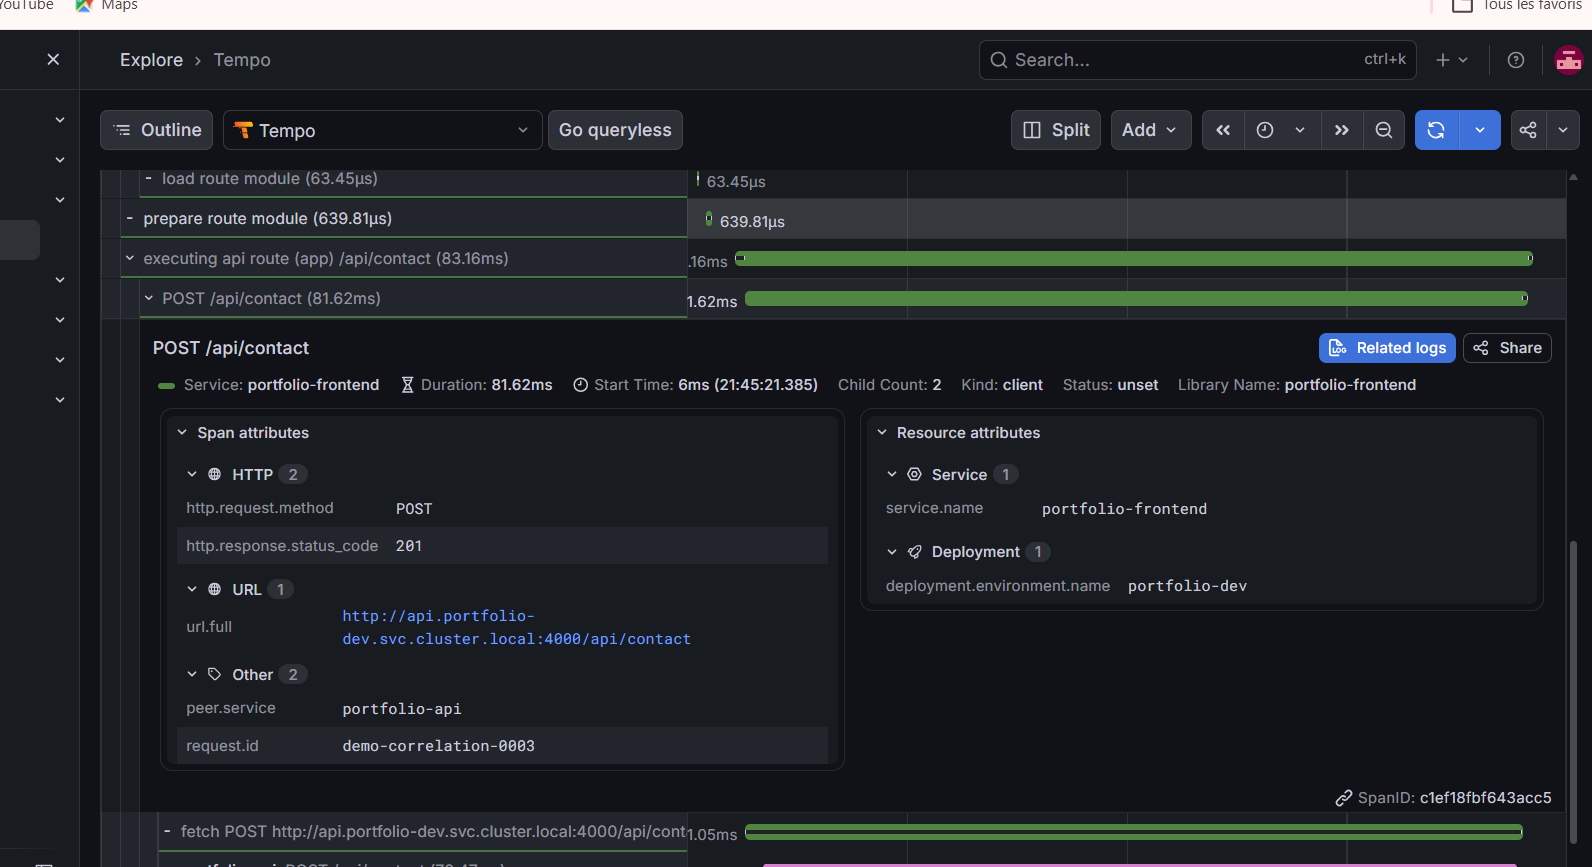 YouTube Maps Tous les favoris
Explore › Tempo Search... ctrl+k
Outline Tempo Go queryless Split Add
load route module (63.45µs) 63.45µs
prepare route module (639.81µs) 639.81µs
executing api route (app) /api/contact (83.16ms) .16ms
POST /api/contact (81.62ms) 1.62ms
POST /api/contact Related logs Share
Service: portfolio-frontend Duration: 81.62ms Start Time: 6ms (21:45:21.385) Child Count: 2 Kind: client Status: unset Library Name: portfolio-frontend
Span attributes
HTTP 2
http.request.method POST
http.response.status_code 201
URL 1
url.full http://api.portfolio-
dev.svc.cluster.local:4000/api/contact
Other 2
peer.service portfolio-api
request.id demo-correlation-0003
Resource attributes
Service 1
service.name portfolio-frontend
Deployment 1
deployment.environment.name portfolio-dev
SpanID: c1ef18fbf643acc5
fetch POST http://api.portfolio-dev.svc.cluster.local:4000/api/cont 1.05ms